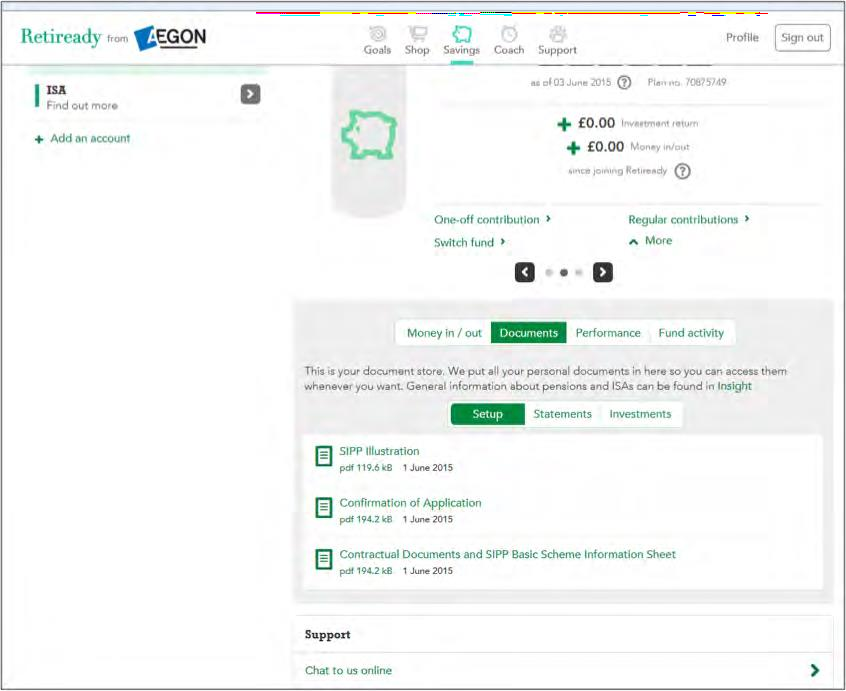 Retiready from AEGON
Goals Shop Savings Coach Support
Profile
Sign out
ISA
Find out more
+ Add an account
as of 03 June 2015 ? Plan no. 70875749
+ £0.00 Investment return
+ £0.00 Money in/out
since joining Retiready ?
One-off contribution
Regular contributions
Switch fund
More
Money in / out Documents Performance Fund activity
This is your document store. We put all your personal documents in here so you can access them
whenever you want. General information about pensions and ISAs can be found in Insight
Setup Statements Investments
SIPP Illustration
pdf 119.6 kB 1 June 2015
Confirmation of Application
pdf 194.2 kB 1 June 2015
Contractual Documents and SIPP Basic Scheme Information Sheet
pdf 194.2 kB 1 June 2015
Support
Chat to us online